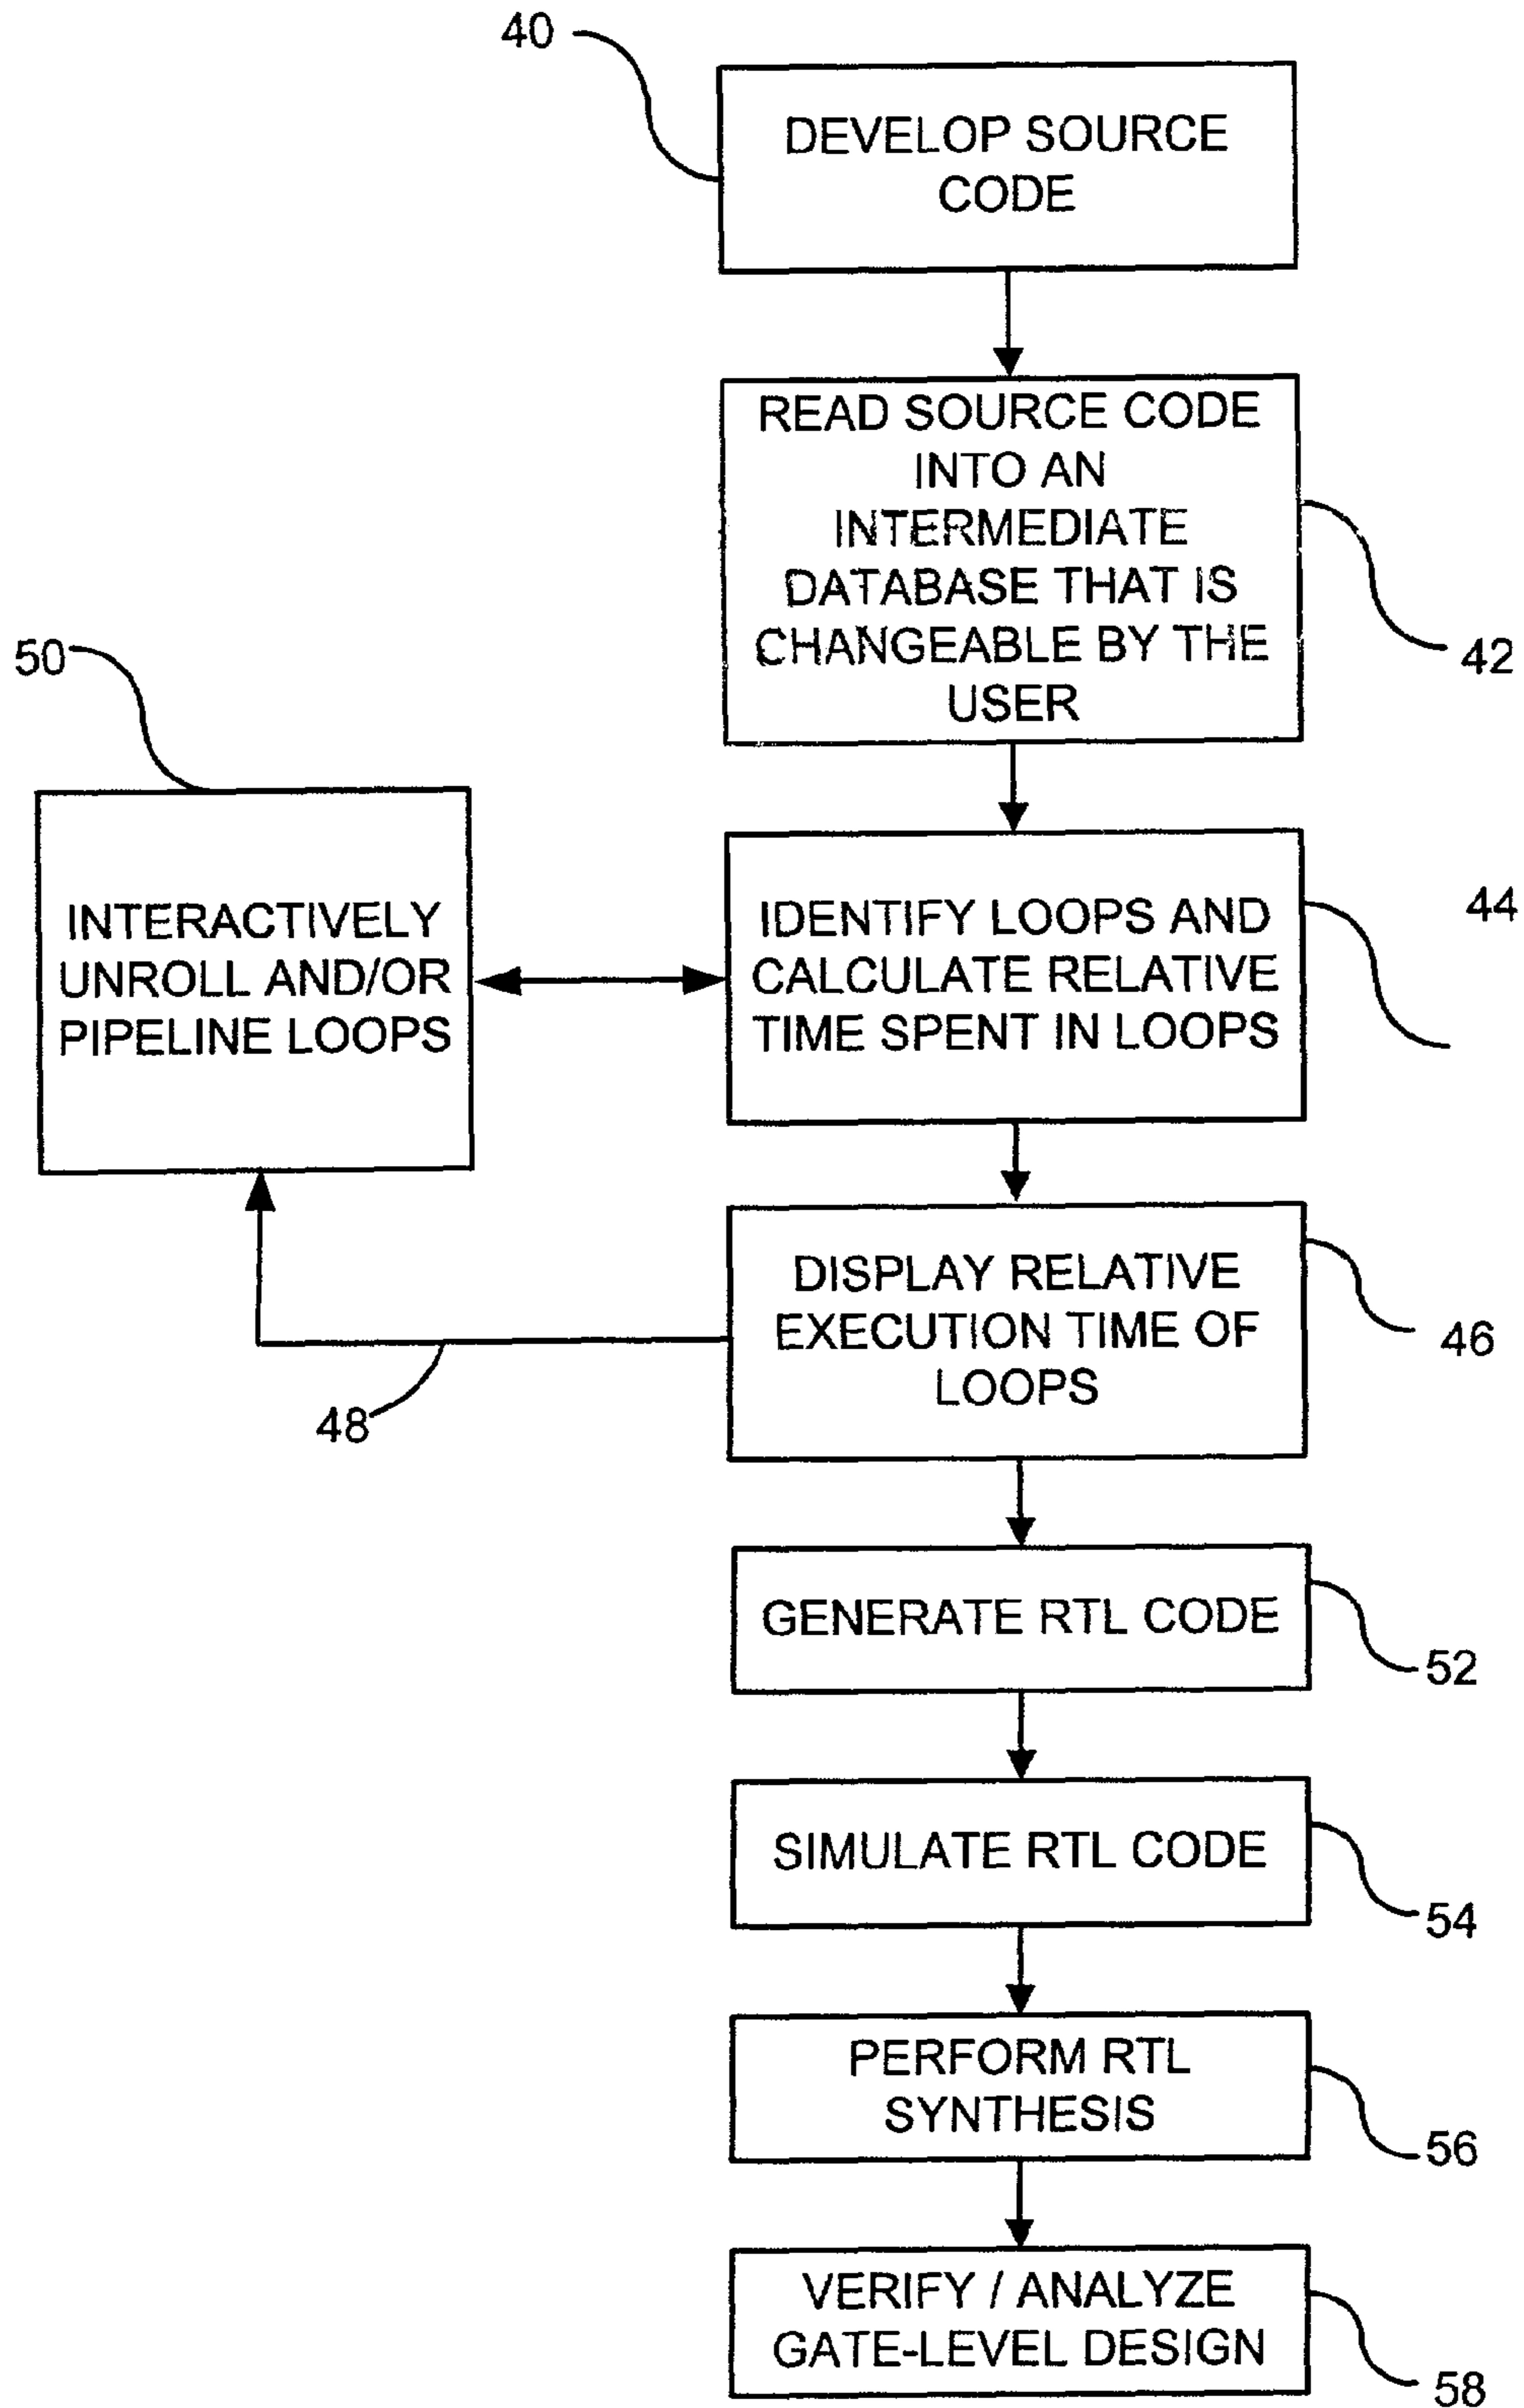 40
DEVELOP SOURCE
CODE
READ SOURCE CODE
INTO AN
INTERMEDIATE
DATABASE THAT IS
CHANGEABLE BY THE
USER
42
50
INTERACTIVELY
UNROLL AND/OR
PIPELINE LOOPS
IDENTIFY LOOPS AND
CALCULATE RELATIVE
TIME SPENT IN LOOPS
44
DISPLAY RELATIVE
EXECUTION TIME OF
LOOPS
46
48
GENERATE RTL CODE
52
SIMULATE RTL CODE
54
PERFORM RTL
SYNTHESIS
56
VERIFY / ANALYZE
GATE-LEVEL DESIGN
58